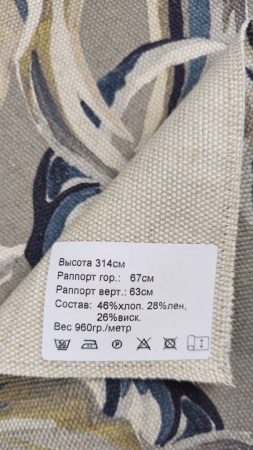 Высота 314см
Раппорт гор.: 67см
Раппорт верт.: 63см
Состав: 46%хлоп. 28%лен,
26%виск.
Вес 960гр./метр